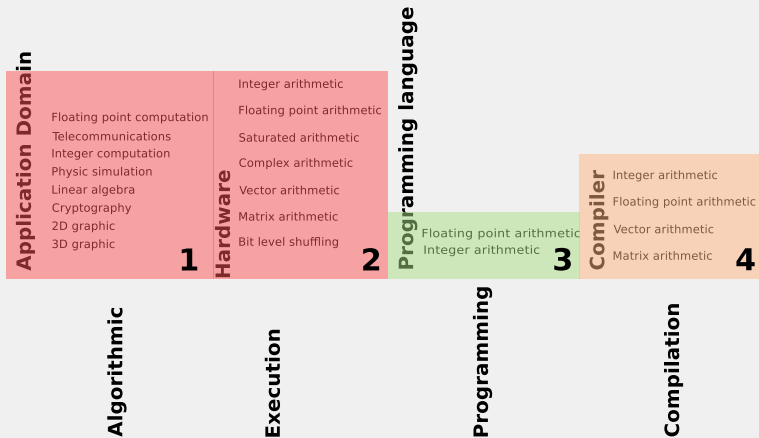 Application Domain
Floating point computation
Telecommunications
Integer computation
Physic simulation
Linear algebra
Cryptography
2D graphic
3D graphic
1
Hardware
Integer arithmetic
Floating point arithmetic
Saturated arithmetic
Complex arithmetic
Vector arithmetic
Matrix arithmetic
Bit level shuffling
2
Programming language
Floating point arithmetic
Integer arithmetic
3
Compiler
Integer arithmetic
Floating point arithmetic
Vector arithmetic
Matrix arithmetic
4
Algorithmic
Execution
Programming
Compilation